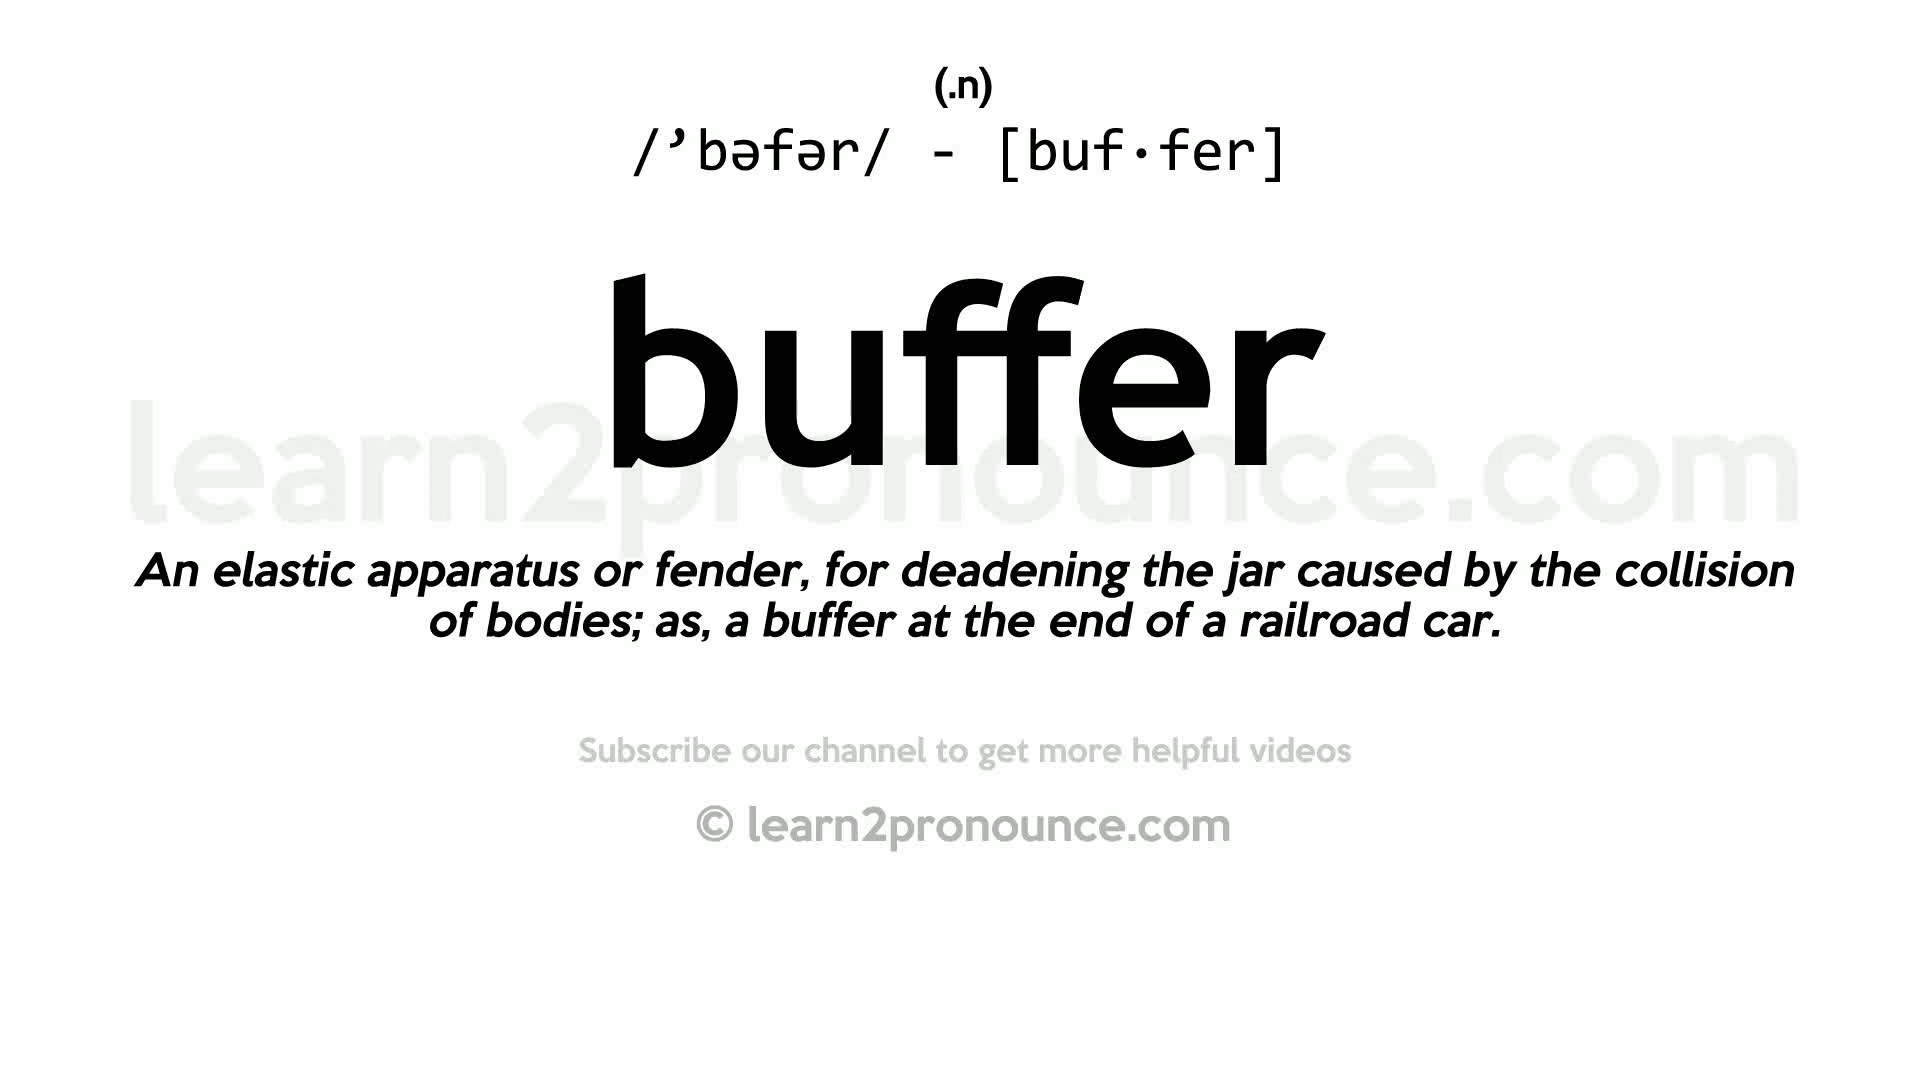 (.n)
/’bəfər/ - [buf·fer]
buffer
learn2pronounce.com
An elastic apparatus or fender, for deadening the jar caused by the collision
of bodies; as, a buffer at the end of a railroad car.
Subscribe our channel to get more helpful videos
© learn2pronounce.com